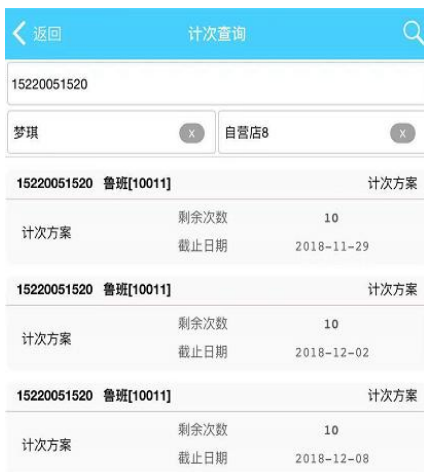 返回 计次查询
15220051520
梦琪 x 自营店8 x
15220051520 鲁班[10011] 计次方案
剩余次数 10
计次方案
截止日期 2018-11-29
15220051520 鲁班[10011] 计次方案
剩余次数 10
计次方案
截止日期 2018-12-02
15220051520 鲁班[10011] 计次方案
剩余次数 10
计次方案
截止日期 2018-12-08